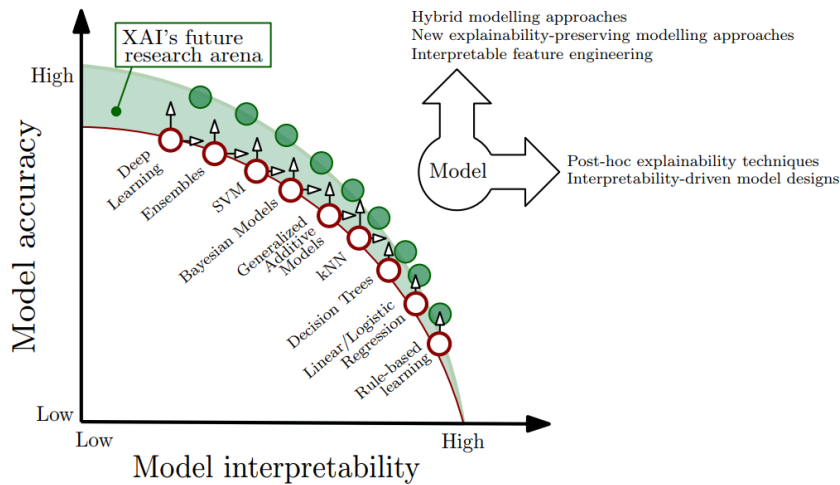 XAI's future
research arena
High
Low
Model accuracy
Low
High
Model interpretability
Deep
Learning
Ensembles
SVM
Bayesian Models
Generalized
Additive
Models
kNN
Decision Trees
Linear/Logistic
Regression
Rule-based
learning
Hybrid modelling approaches
New explainability-preserving modelling approaches
Interpretable feature engineering
Model
Post-hoc explainability techniques
Interpretability-driven model designs